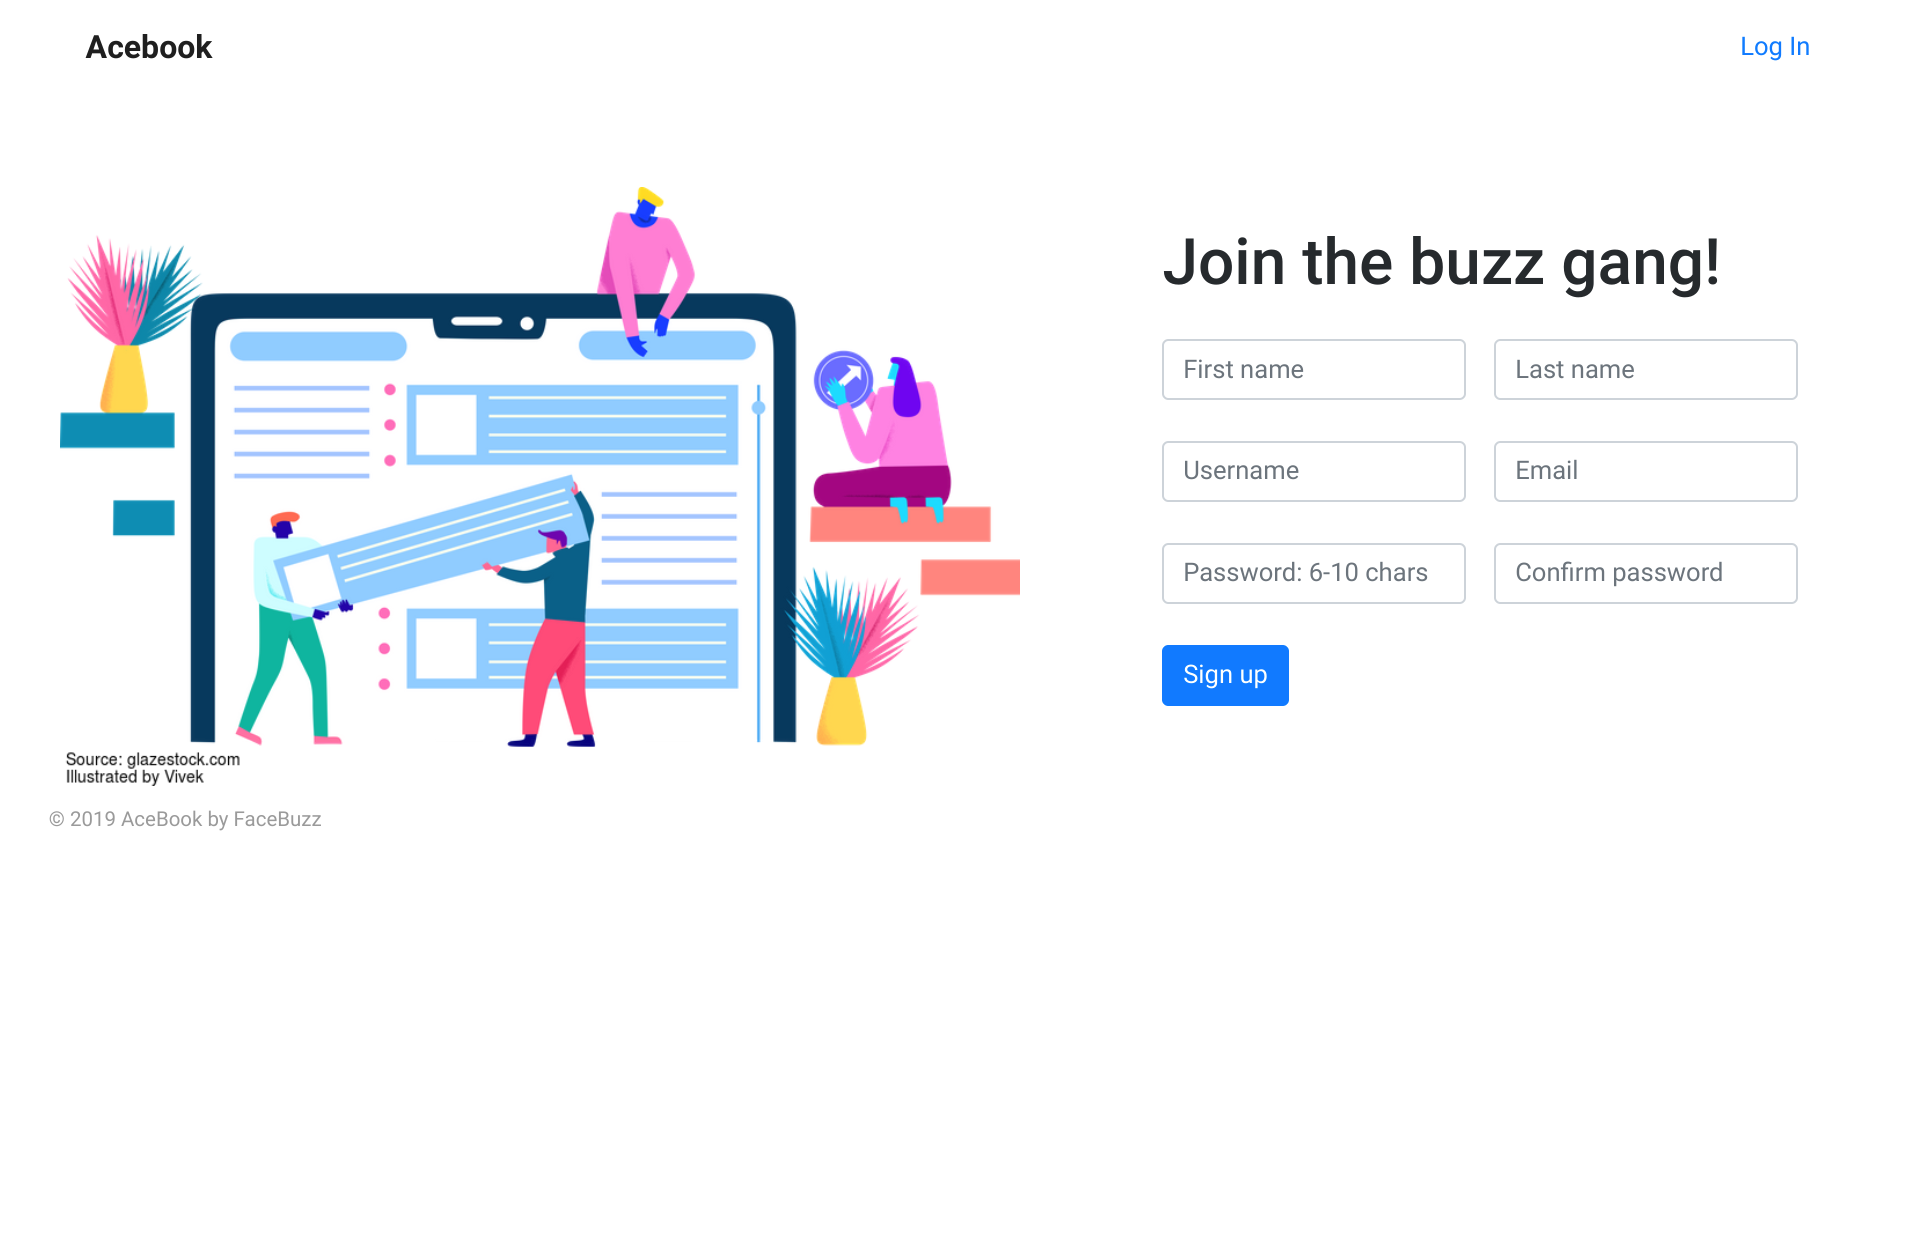 Acebook
Log In
Join the buzz gang!
First name
Last name
Username
Email
Password: 6-10 chars
Confirm password
Sign up
Source: glazestock.com
Illustrated by Vivek
© 2019 AceBook by FaceBuzz